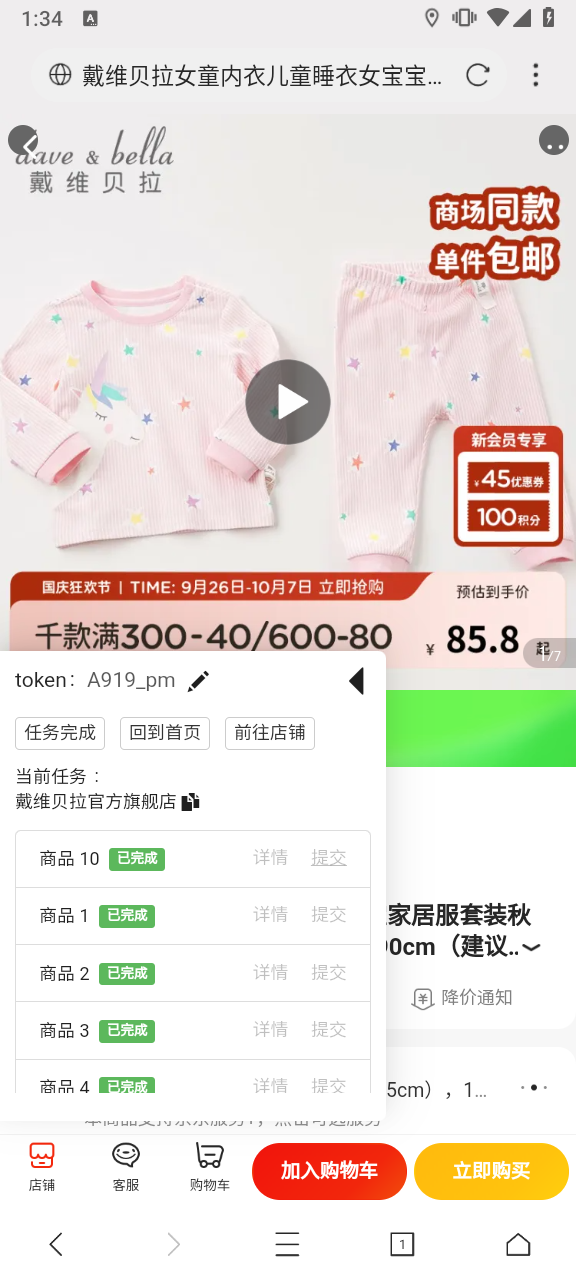 1:34
A
戴维贝拉女童内衣儿童睡衣女宝宝...
dave & bella
戴维贝拉
商场同款
单件包邮
新会员专享
¥45优惠券
100积分
国庆狂欢节 | TIME: 9月26日-10月7日 立即抢购
预估到手价
千款满300-40/600-80
¥ 85.8 起
1/7
token: A919_pm
任务完成 回到首页 前往店铺
当前任务：
戴维贝拉官方旗舰店
商品 10 已完成 详情 提交
商品 1 已完成 详情 提交
家居服套装秋
商品 2 已完成 详情 提交
0cm（建议..
降价通知
商品 3 已完成 详情 提交
商品 4 已完成 详情 提交
5cm），1...
店铺
客服
购物车
加入购物车
立即购买
1